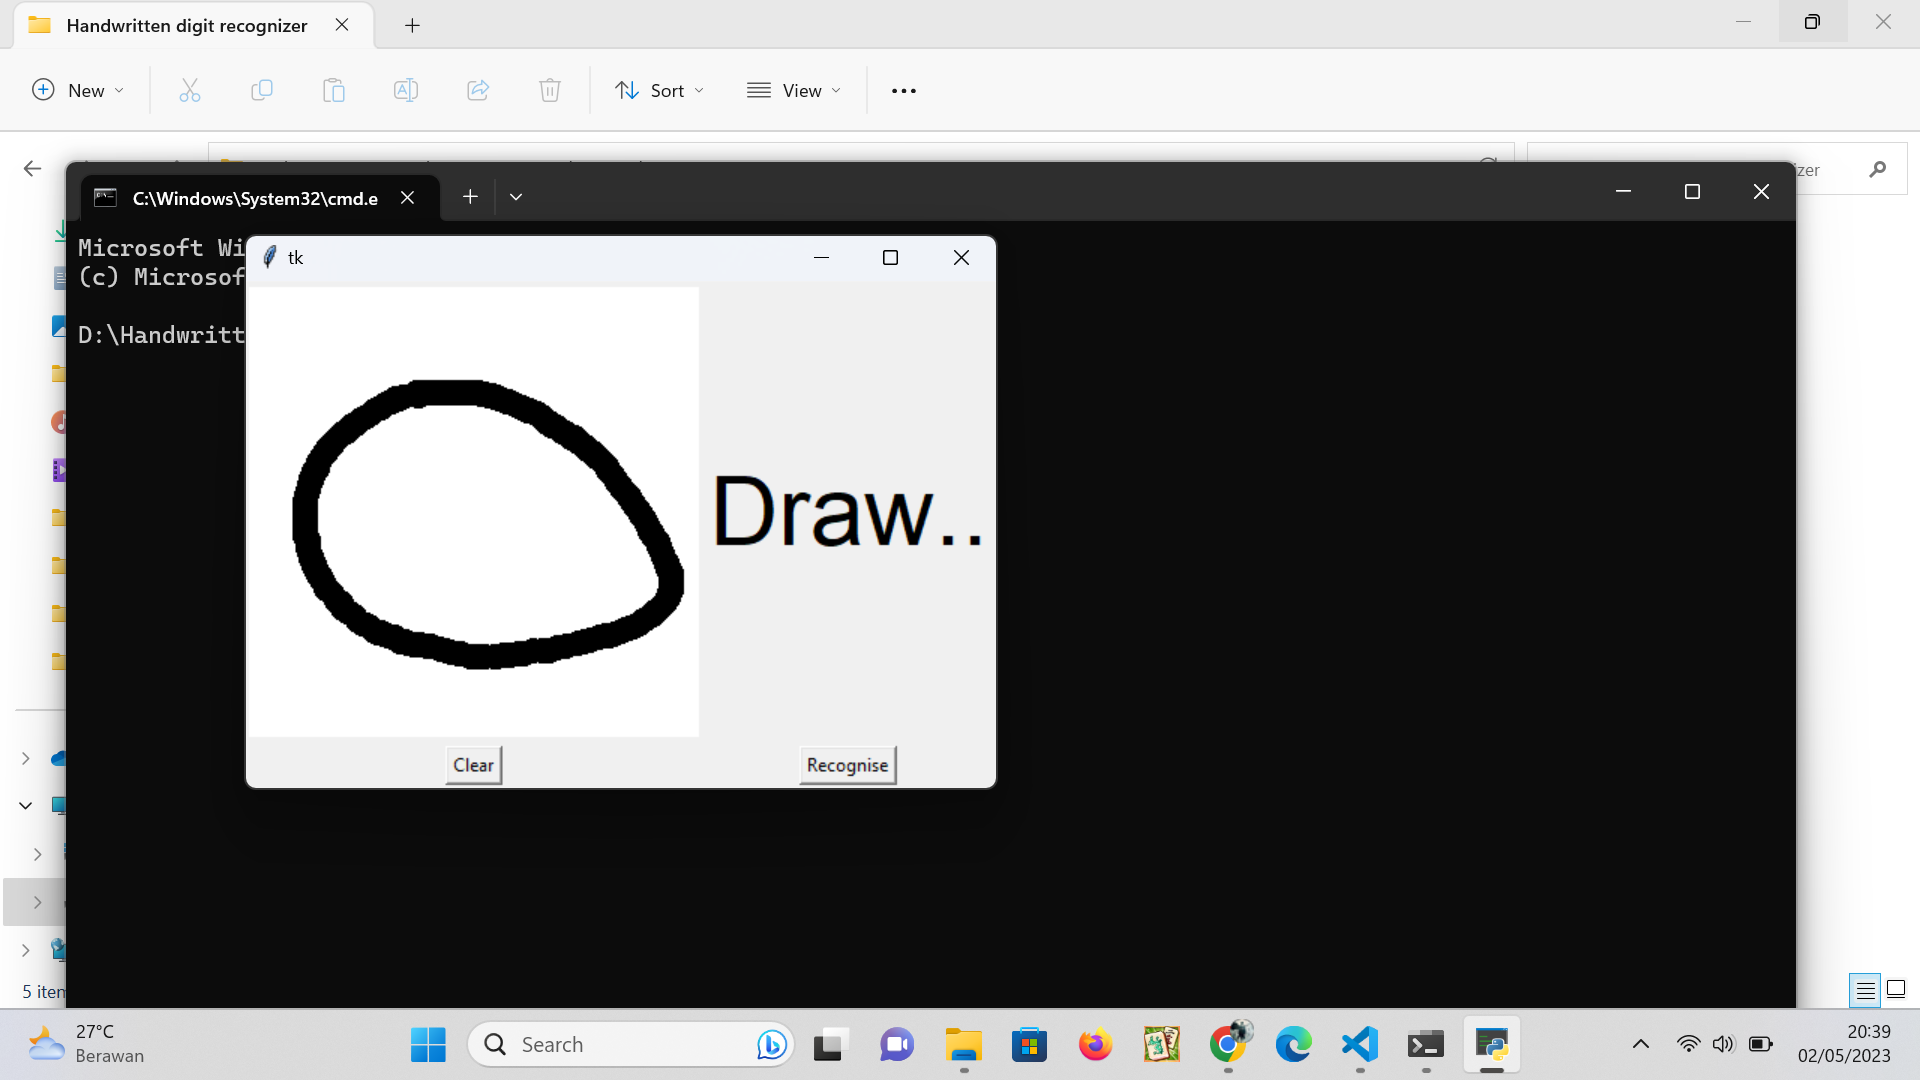 Handwritten digit recognizer
New
Sort
View
zer
C:\Windows\System32\cmd.e
Microsoft Wi
(c) Microsof
D:\Handwritt
tk
Draw..
Clear
Recognise
5 item
27°C
Berawan
Search
20:39
02/05/2023